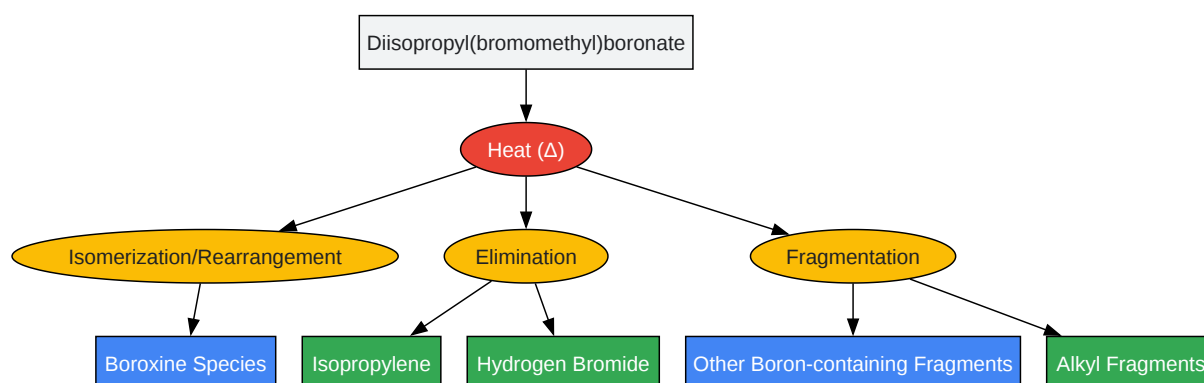 Diisopropyl(bromomethyl)boronate
Heat (Δ)
Isomerization/Rearrangement
Elimination
Fragmentation
Boroxine Species
Isopropylene
Hydrogen Bromide
Other Boron-containing Fragments
Alkyl Fragments